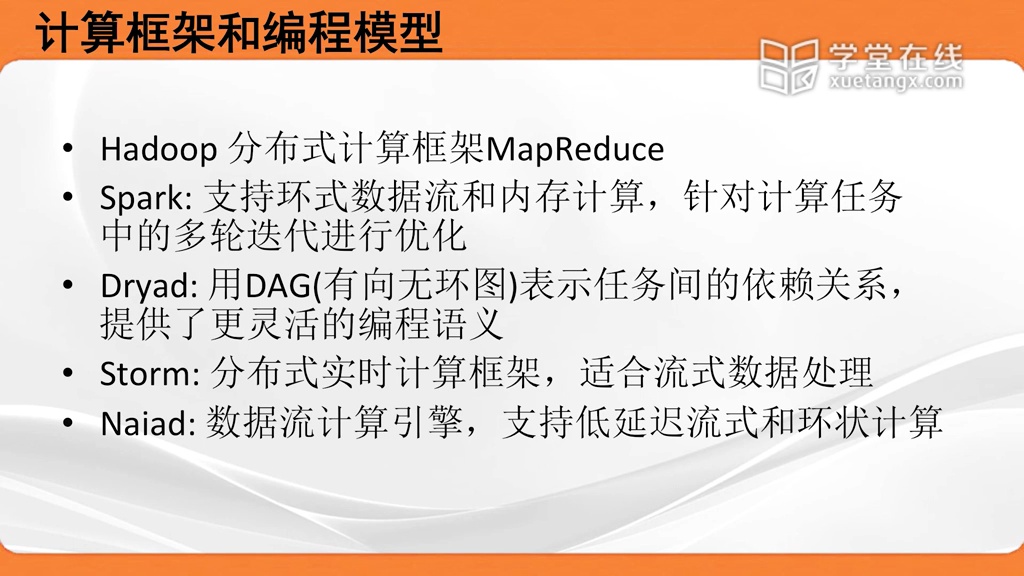 计算框架和编程模型
学堂在线
xuetangx.com
• Hadoop 分布式计算框架MapReduce
• Spark: 支持环式数据流和内存计算，针对计算任务
中的多轮迭代进行优化
• Dryad: 用DAG(有向无环图)表示任务间的依赖关系，
提供了更灵活的编程语义
• Storm: 分布式实时计算框架，适合流式数据处理
• Naiad: 数据流计算引擎，支持低延迟流式和环状计算